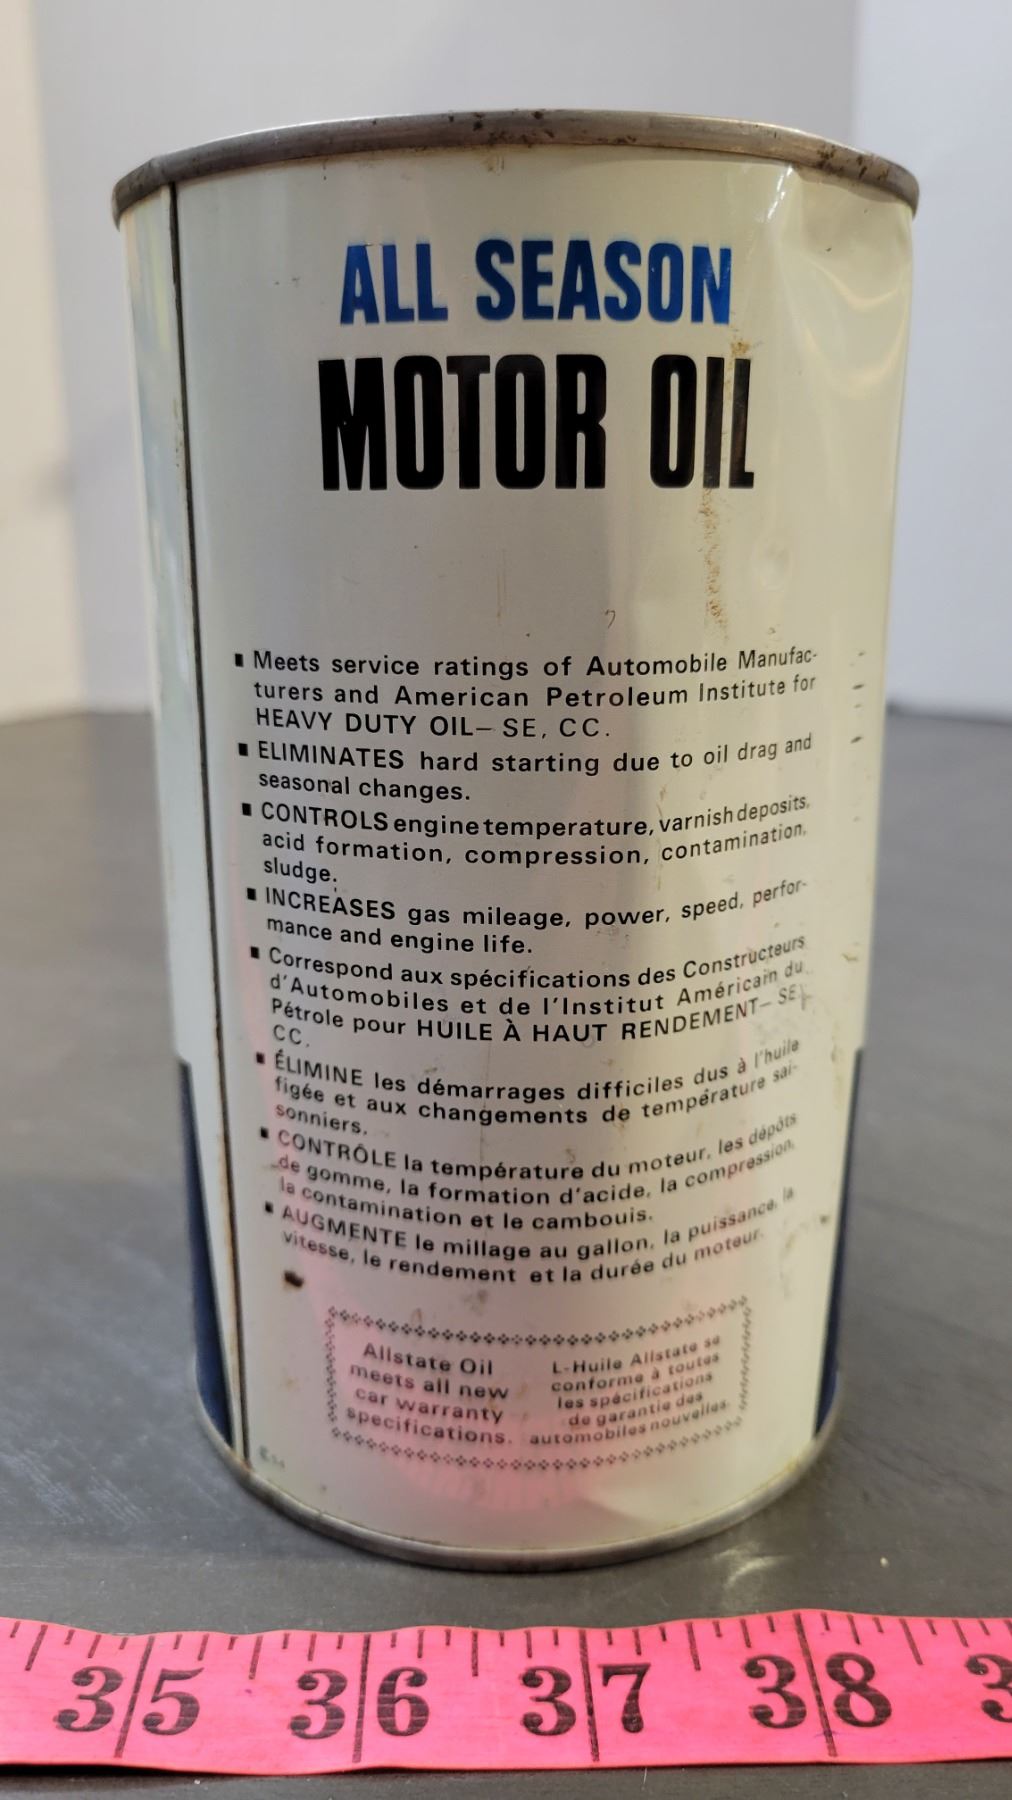 ALL SEASON
MOTOR OIL
▪ Meets service ratings of Automobile Manufac-
turers and American Petroleum Institute for
HEAVY DUTY OIL— SE, CC.
▪ ELIMINATES hard starting due to oil drag and
seasonal changes.
▪ CONTROLS engine temperature, varnish deposits,
acid formation, compression, contamination,
sludge.
▪ INCREASES gas mileage, power, speed, perfor-
mance and engine life.
▪ Correspond aux spécifications des Constructeurs
d'Automobiles et de l'Institut Américain du
Pétrole pour HUILE À HAUT RENDEMENT— SE,
CC.
▪ ÉLIMINE les démarrages difficiles dus à l'huile
figée et aux changements de température sai-
sonniers.
▪ CONTRÔLE la température du moteur, les dépôts
de gomme, la formation d'acide, la compression,
la contamination et le cambouis.
▪ AUGMENTE le millage au gallon, la puissance, la
vitesse, le rendement et la durée du moteur.
Allstate Oil
meets all new
car warranty
specifications.
L-Huile Allstate se
conforme à toutes
les spécifications
de garantie des
automobiles nouvelles.
35 36 37 38 3